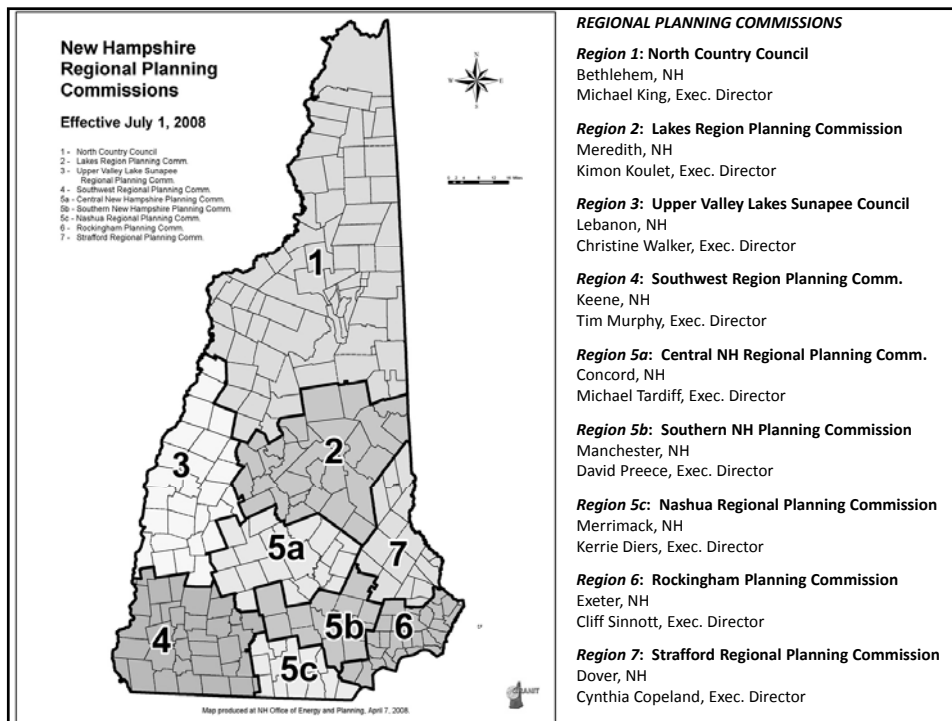 New Hampshire
Regional Planning
Commissions
Effective July 1, 2008
1 - North Country Council
2 - Lakes Region Planning Comm.
3 - Upper Valley Lake Sunapee
Regional Planning Comm.
4 - Southwest Regional Planning Comm.
5a - Central New Hampshire Planning Comm.
5b - Southern New Hampshire Planning Comm.
5c - Nashua Regional Planning Comm.
6 - Rockingham Planning Comm.
7 - Strafford Regional Planning Comm.
N
W
E
S
1
2
3
5a
7
4
5b
6
5c
Map produced at NH Office of Energy and Planning, April 7, 2008.
REGIONAL PLANNING COMMISSIONS
Region 1: North Country Council
Bethlehem, NH
Michael King, Exec. Director
Region 2: Lakes Region Planning Commission
Meredith, NH
Kimon Koulet, Exec. Director
Region 3: Upper Valley Lakes Sunapee Council
Lebanon, NH
Christine Walker, Exec. Director
Region 4: Southwest Region Planning Comm.
Keene, NH
Tim Murphy, Exec. Director
Region 5a: Central NH Regional Planning Comm.
Concord, NH
Michael Tardiff, Exec. Director
Region 5b: Southern NH Planning Commission
Manchester, NH
David Preece, Exec. Director
Region 5c: Nashua Regional Planning Commission
Merrimack, NH
Kerrie Diers, Exec. Director
Region 6: Rockingham Planning Commission
Exeter, NH
Cliff Sinnott, Exec. Director
Region 7: Strafford Regional Planning Commission
Dover, NH
Cynthia Copeland, Exec. Director